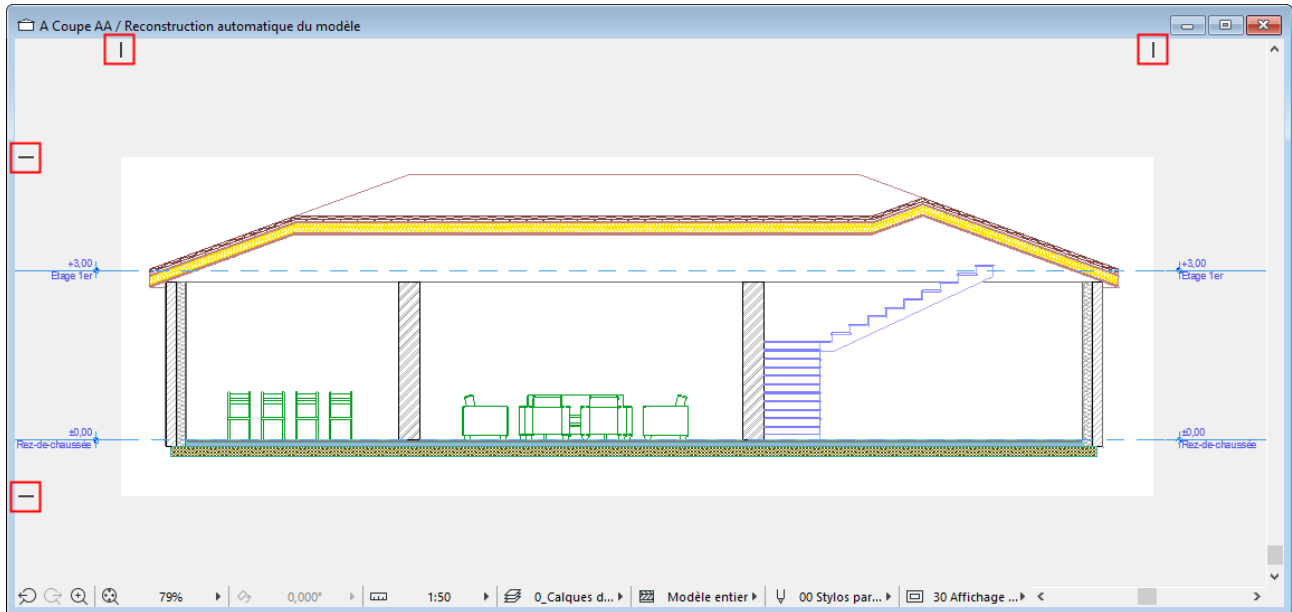 A Coupe AA / Reconstruction automatique du modèle
+3,00
Etage 1er
+3,00
Etage 1er
±0,00
Rez-de-chaussée
±0,00
Rez-de-chaussée
79% 0,000° 1:50 0_Calques d... Modèle entier 00 Stylos par... 30 Affichage ...